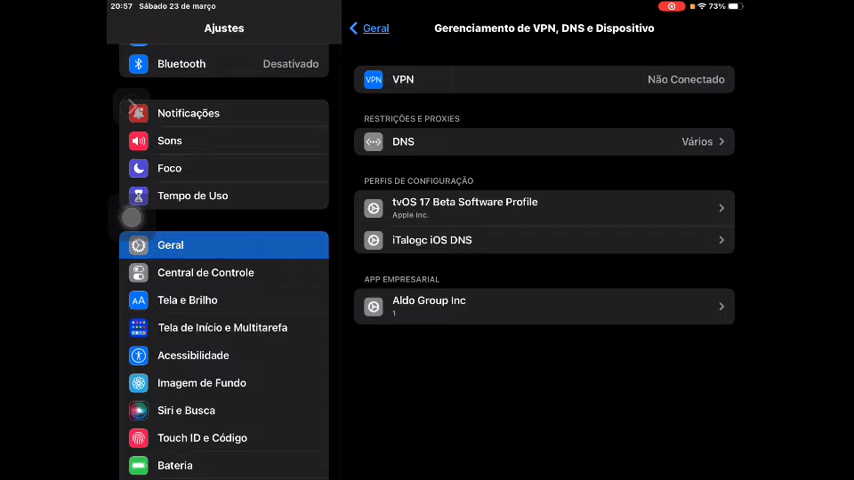 20:57 Sábado 23 de março
73%
Ajustes
Bluetooth Desativado
Notificações
Sons
Foco
Tempo de Uso
Geral
Central de Controle
AA Tela e Brilho
Tela de Início e Multitarefa
Acessibilidade
Imagem de Fundo
Siri e Busca
Touch ID e Código
Bateria
Geral
Gerenciamento de VPN, DNS e Dispositivo
VPN VPN Não Conectado
RESTRIÇÕES E PROXIES
DNS Vários
PERFIS DE CONFIGURAÇÃO
tvOS 17 Beta Software Profile
Apple Inc.
iTalogc iOS DNS
APP EMPRESARIAL
Aldo Group Inc
1